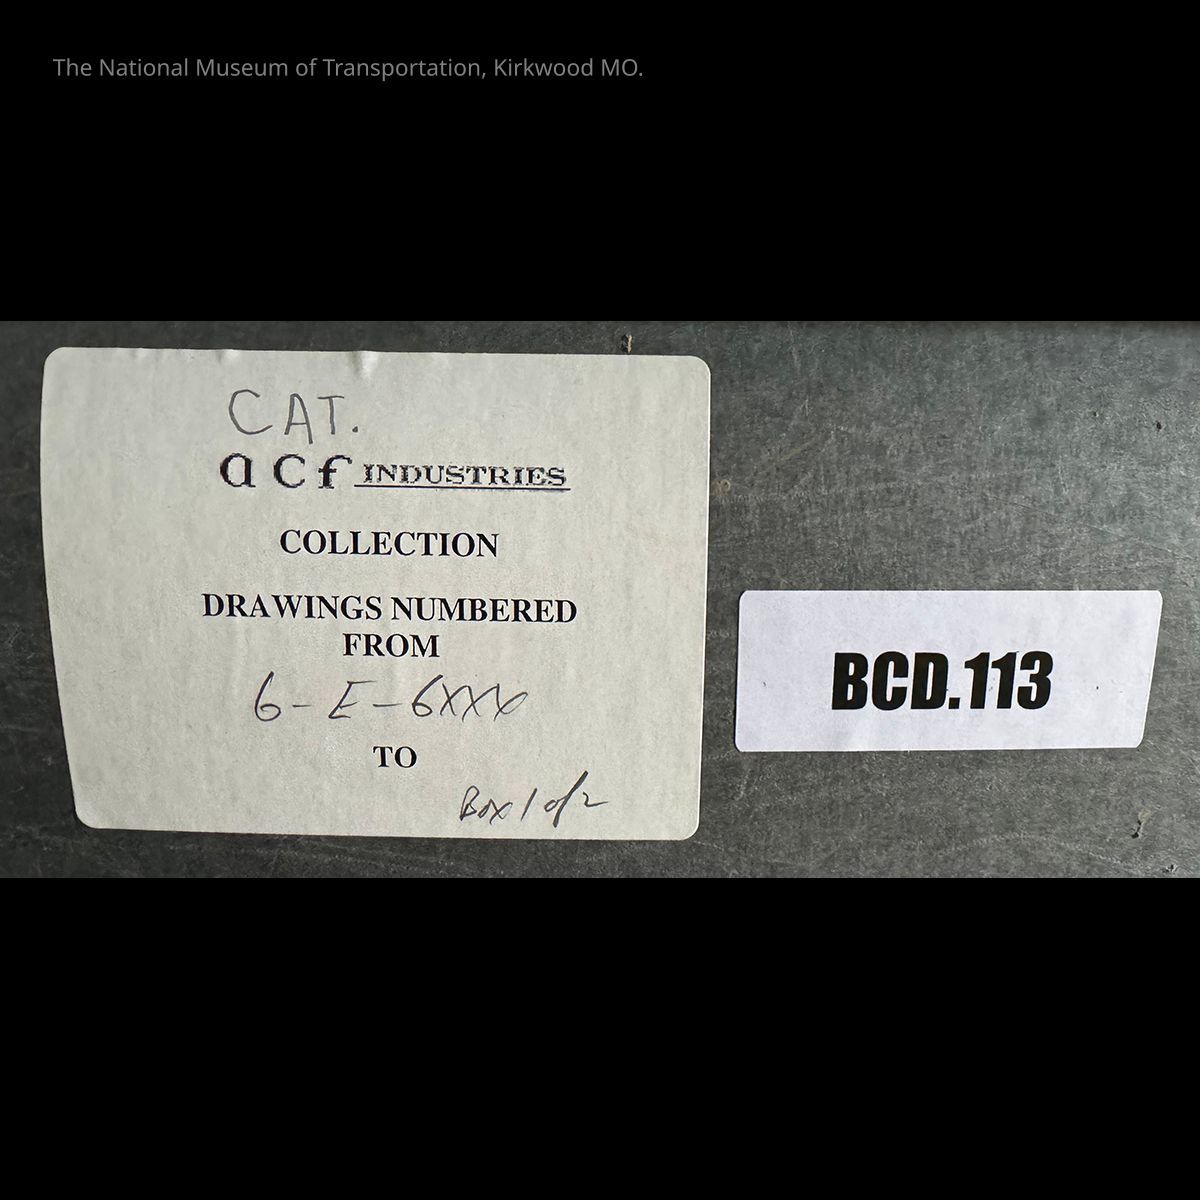 The National Museum of Transportation, Kirkwood MO.
CAT.
acf INDUSTRIES
COLLECTION
DRAWINGS NUMBERED
FROM
6-E-6XXX
TO
Box 1 of 2
BCD.113